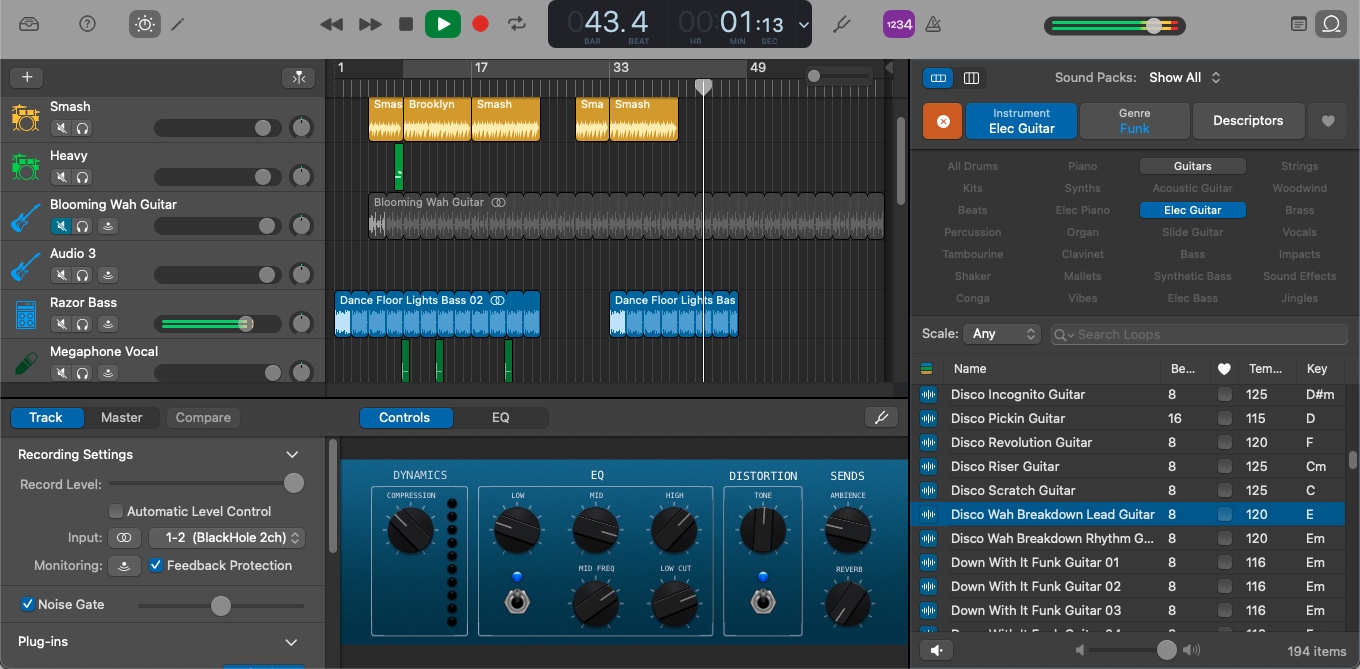 043.4
BAR BEAT
00:01:13
HR MIN SEC
1234
1 17 33 49
Smash
Heavy
Blooming Wah Guitar
Audio 3
Razor Bass
Megaphone Vocal
Smas Brooklyn Smash Sma Smash
Blooming Wah Guitar
Dance Floor Lights Bass 02 Dance Floor Lights Bas
Sound Packs: Show All
Instrument
Elec Guitar
Genre
Funk
Descriptors
All Drums Piano Guitars Strings
Kits Synths Acoustic Guitar Woodwind
Beats Elec Piano Elec Guitar Brass
Percussion Organ Slide Guitar Vocals
Tambourine Clavinet Bass Impacts
Shaker Mallets Synthetic Bass Sound Effects
Conga Vibes Elec Bass Jingles
Scale: Any Search Loops
Name Be... Tem... Key
Disco Incognito Guitar 8 125 D#m
Disco Pickin Guitar 16 115 D
Disco Revolution Guitar 8 120 F
Disco Riser Guitar 8 125 Cm
Disco Scratch Guitar 8 125 C
Disco Wah Breakdown Lead Guitar 8 120 E
Disco Wah Breakdown Rhythm G... 8 120 Em
Down With It Funk Guitar 01 8 116 Em
Down With It Funk Guitar 02 8 116 Em
Down With It Funk Guitar 03 8 116 Em
194 items
Track Master Compare
Controls EQ
Recording Settings
Record Level:
Automatic Level Control
Input: 1-2 (BlackHole 2ch)
Monitoring: Feedback Protection
Noise Gate
Plug-ins
DYNAMICS EQ DISTORTION SENDS
COMPRESSION LOW MID HIGH TONE AMBIENCE
MID FREQ LOW CUT REVERB